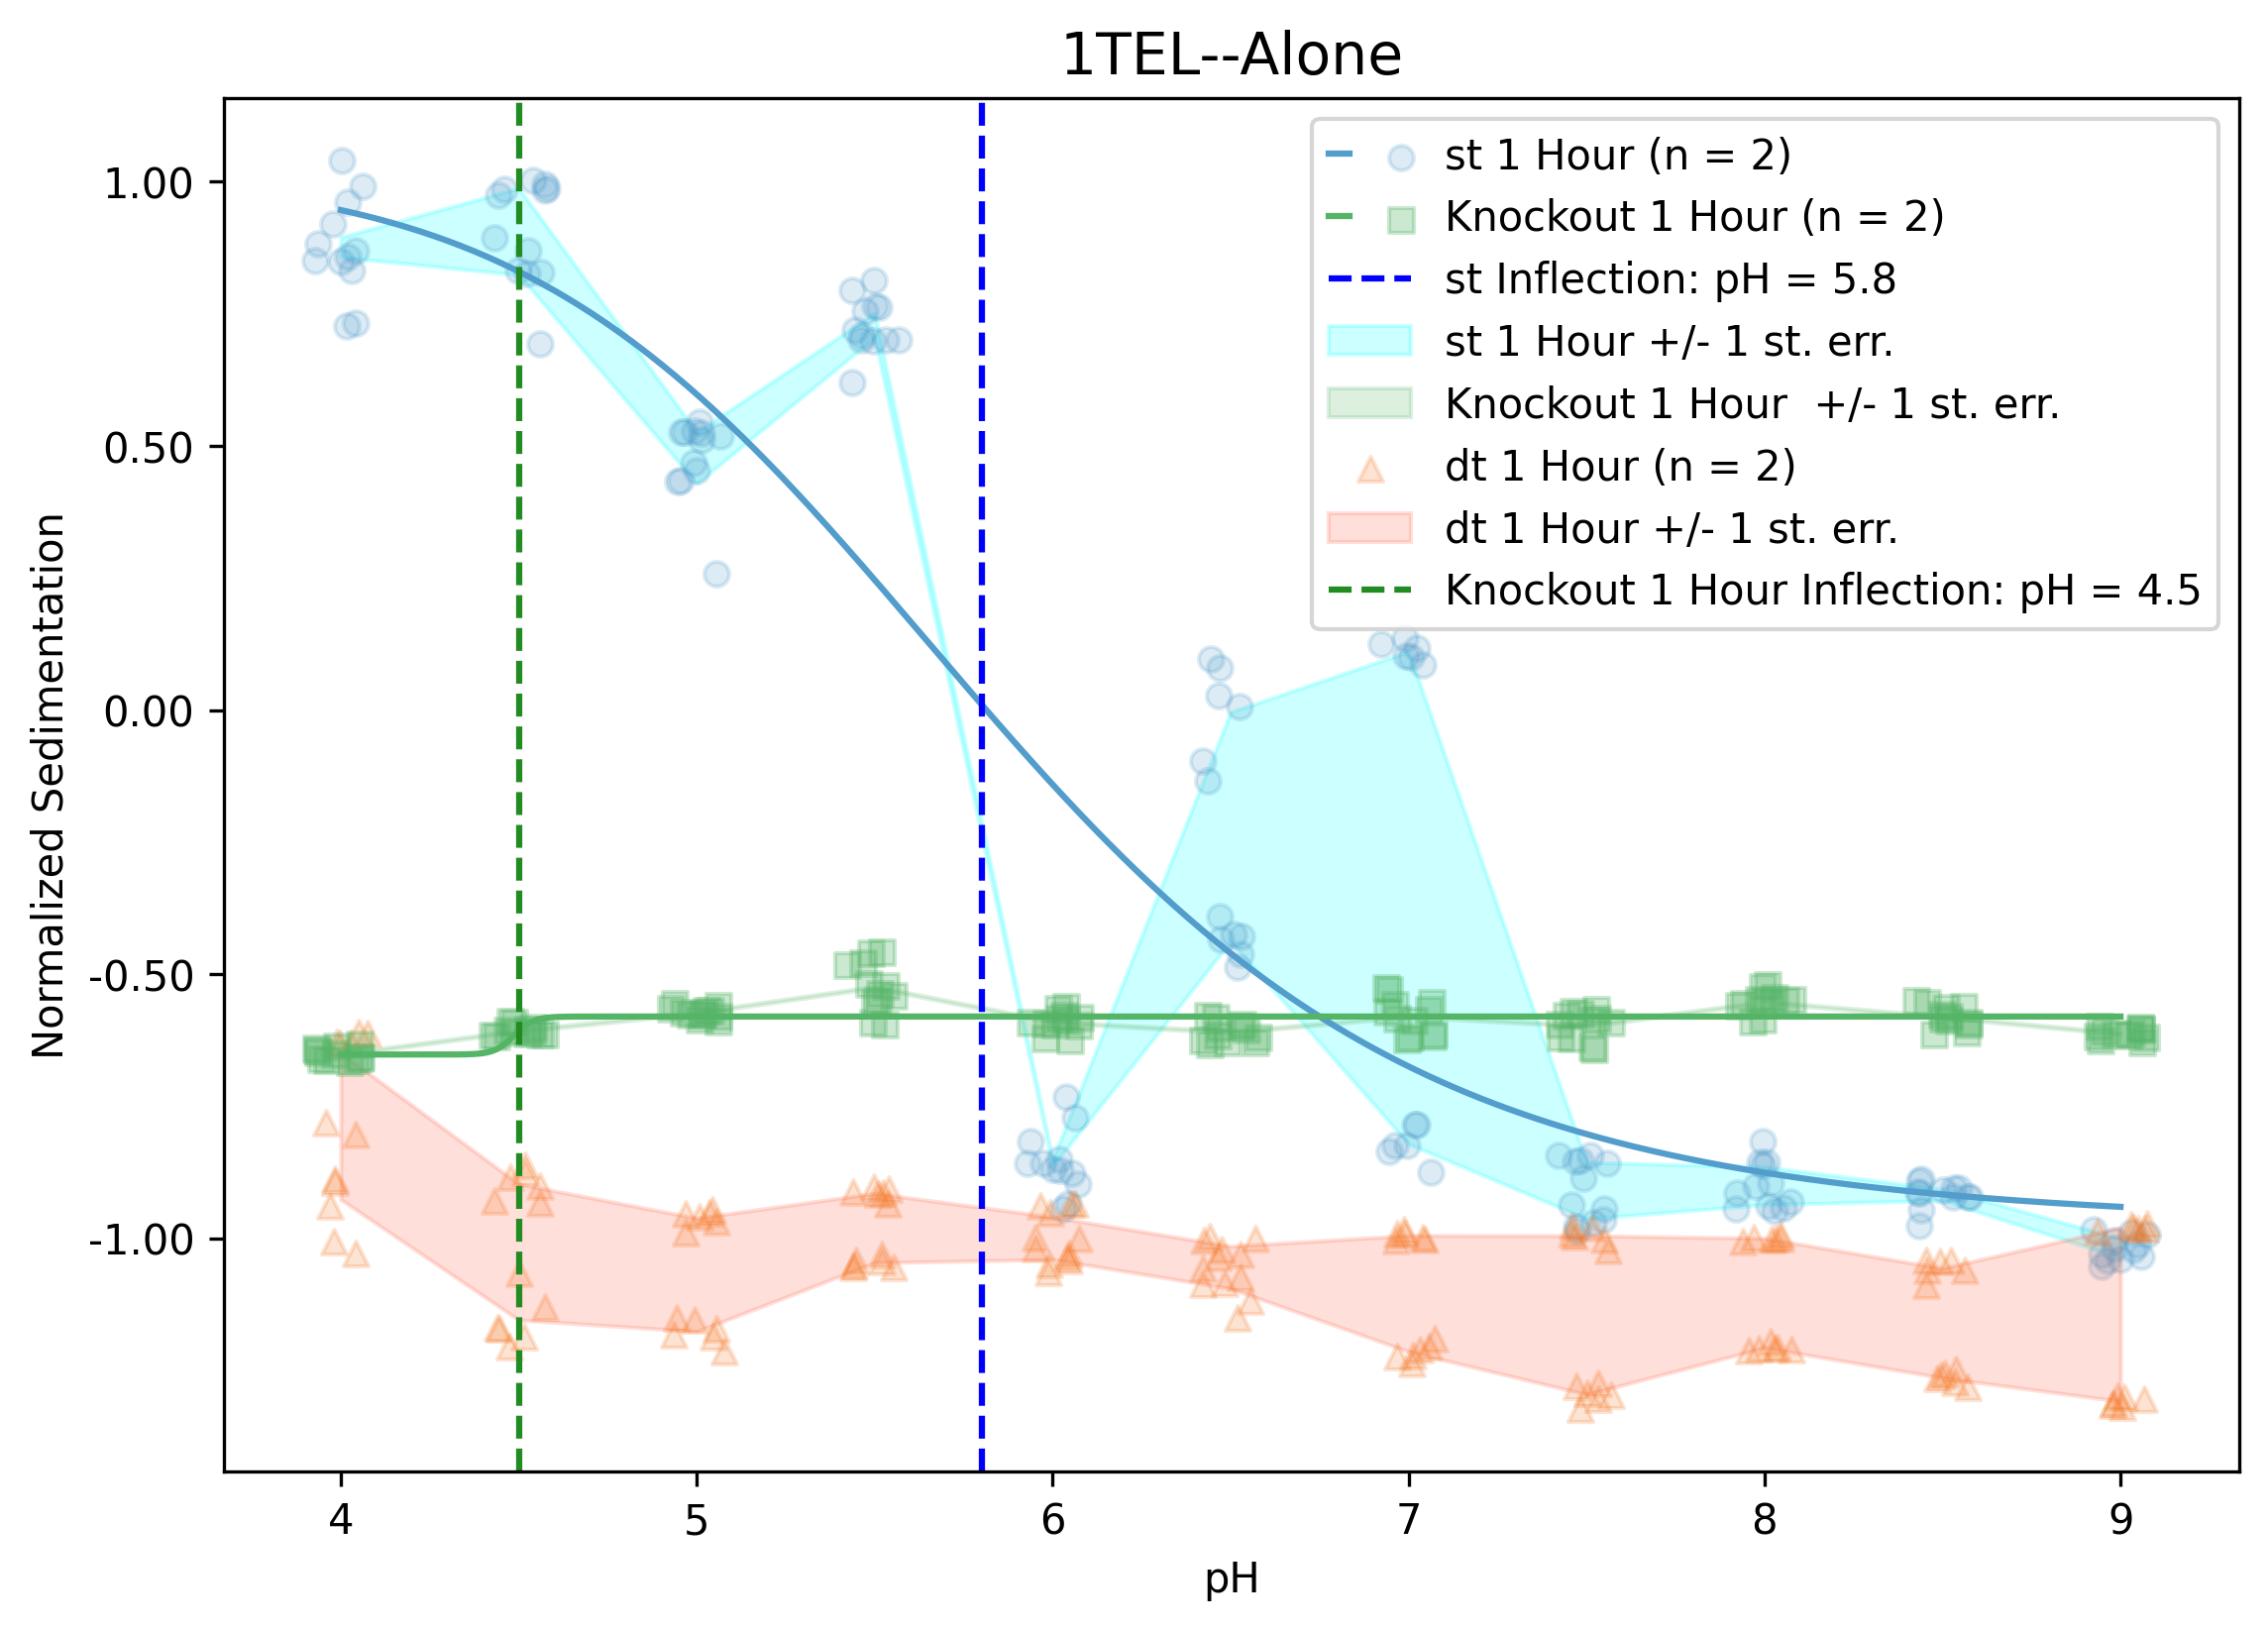 1TEL--Alone
st 1 Hour (n = 2)
Knockout 1 Hour (n = 2)
st Inflection: pH = 5.8
st 1 Hour +/- 1 st. err.
Knockout 1 Hour  +/- 1 st. err.
dt 1 Hour (n = 2)
dt 1 Hour +/- 1 st. err.
Knockout 1 Hour Inflection: pH = 4.5
Normalized Sedimentation
1.00
0.50
0.00
-0.50
-1.00
4
5
6
7
8
9
pH